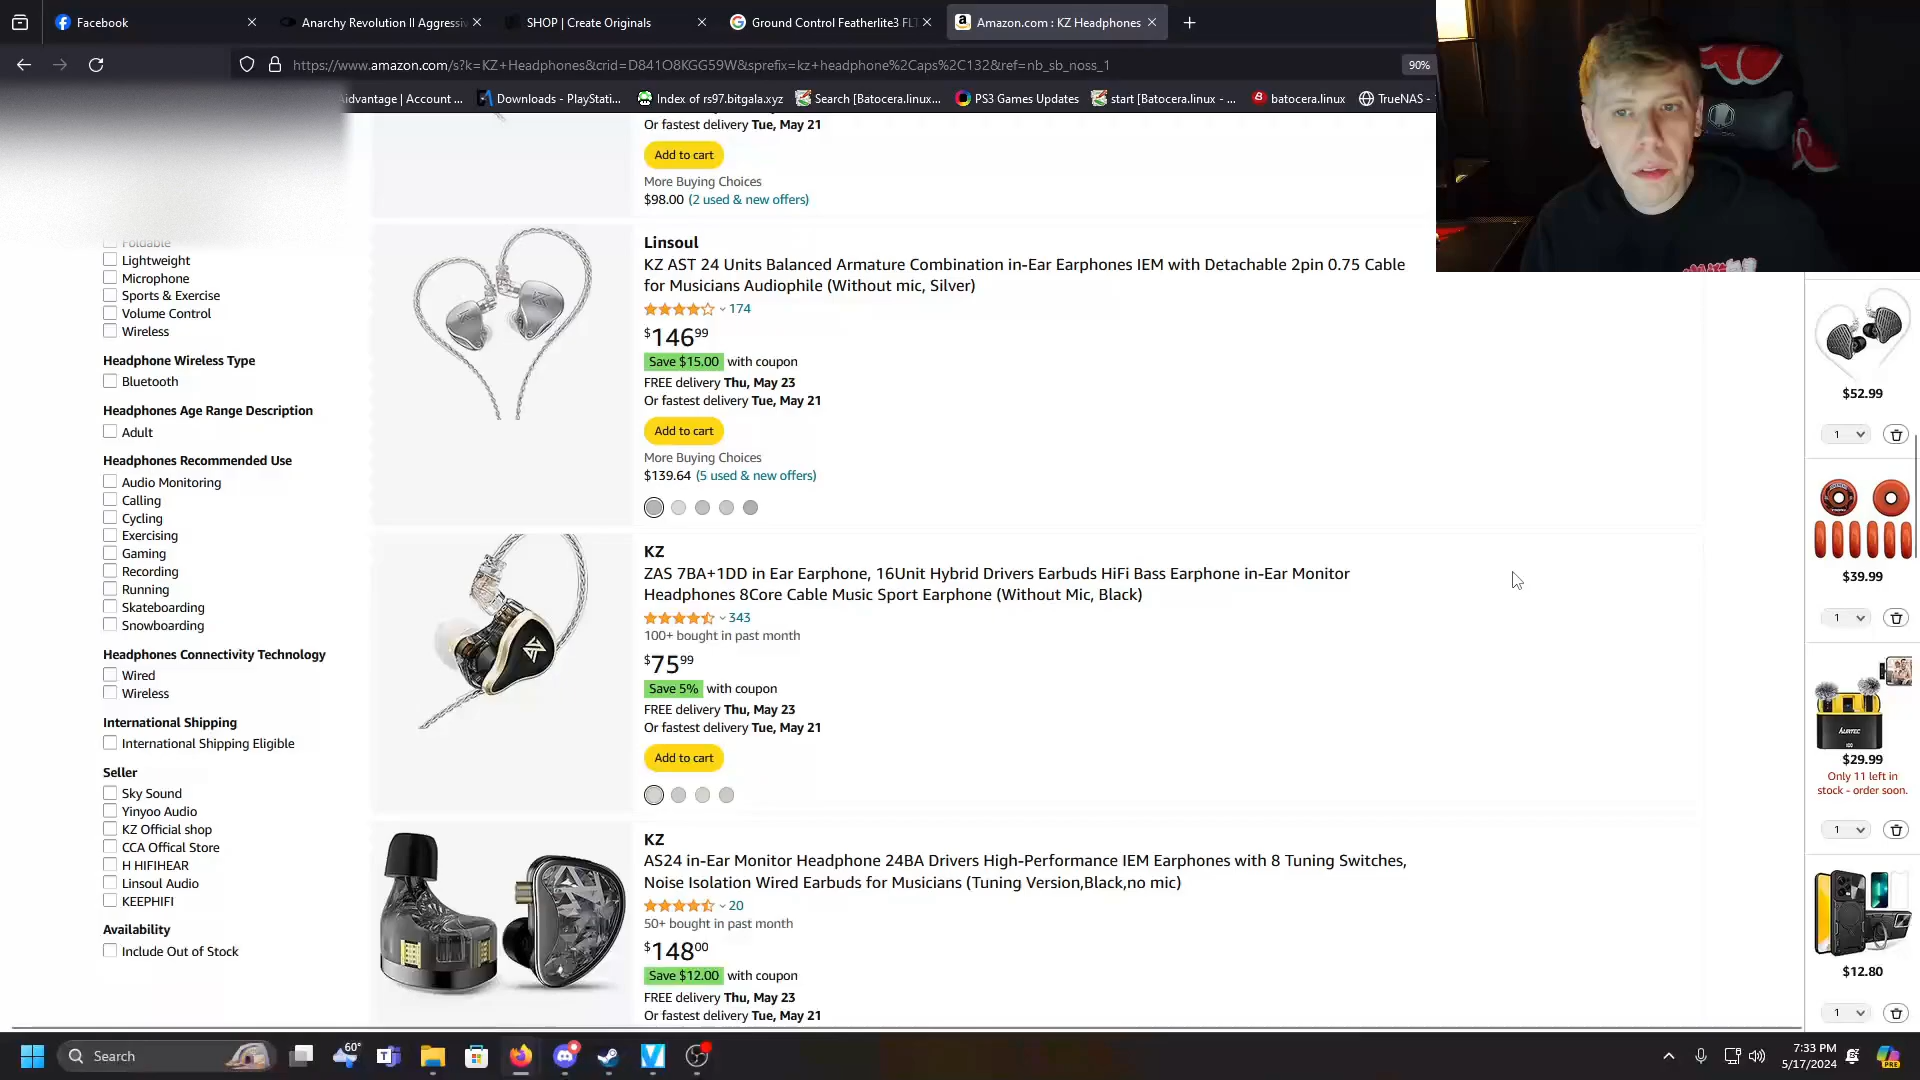 Facebook
Anarchy Revolution II Aggressiv
SHOP | Create Originals
Ground Control Featherlite3 FLT
Amazon.com : KZ Headphones
https://www.amazon.com/s?k=KZ+Headphones&crid=D841O8KGG59W&sprefix=kz+headphone%2Caps%2C132&ref=nb_sb_noss_1
90%
Aidvantage | Account ...
Downloads - PlayStati...
Index of rs97.bitgala.xyz
Search [Batocera.linux...
PS3 Games Updates
start [Batocera.linux - ...
batocera.linux
TrueNAS -
Or fastest delivery Tue, May 21
Add to cart
More Buying Choices
$98.00 (2 used & new offers)
Foldable
Lightweight
Microphone
Sports & Exercise
Volume Control
Wireless
Headphone Wireless Type
Bluetooth
Headphones Age Range Description
Adult
Headphones Recommended Use
Audio Monitoring
Calling
Cycling
Exercising
Gaming
Recording
Running
Skateboarding
Snowboarding
Headphones Connectivity Technology
Wired
Wireless
International Shipping
International Shipping Eligible
Seller
Sky Sound
Yinyoo Audio
KZ Official shop
CCA Offical Store
H HIFIHEAR
Linsoul Audio
KEEPHIFI
Availability
Include Out of Stock
Linsoul
KZ AST 24 Units Balanced Armature Combination in-Ear Earphones IEM with Detachable 2pin 0.75 Cable
for Musicians Audiophile (Without mic, Silver)
174
$146.99
Save $15.00 with coupon
FREE delivery Thu, May 23
Or fastest delivery Tue, May 21
Add to cart
More Buying Choices
$139.64 (5 used & new offers)
KZ
ZAS 7BA+1DD in Ear Earphone, 16Unit Hybrid Drivers Earbuds HiFi Bass Earphone in-Ear Monitor
Headphones 8Core Cable Music Sport Earphone (Without Mic, Black)
343
100+ bought in past month
$75.99
Save 5% with coupon
FREE delivery Thu, May 23
Or fastest delivery Tue, May 21
Add to cart
KZ
AS24 in-Ear Monitor Headphone 24BA Drivers High-Performance IEM Earphones with 8 Tuning Switches,
Noise Isolation Wired Earbuds for Musicians (Tuning Version,Black,no mic)
20
50+ bought in past month
$148.00
Save $12.00 with coupon
FREE delivery Thu, May 23
Or fastest delivery Tue, May 21
$52.99
1
$39.99
1
$29.99
Only 11 left in
stock - order soon.
1
$12.80
1
Search
60°
7:33 PM
5/17/2024